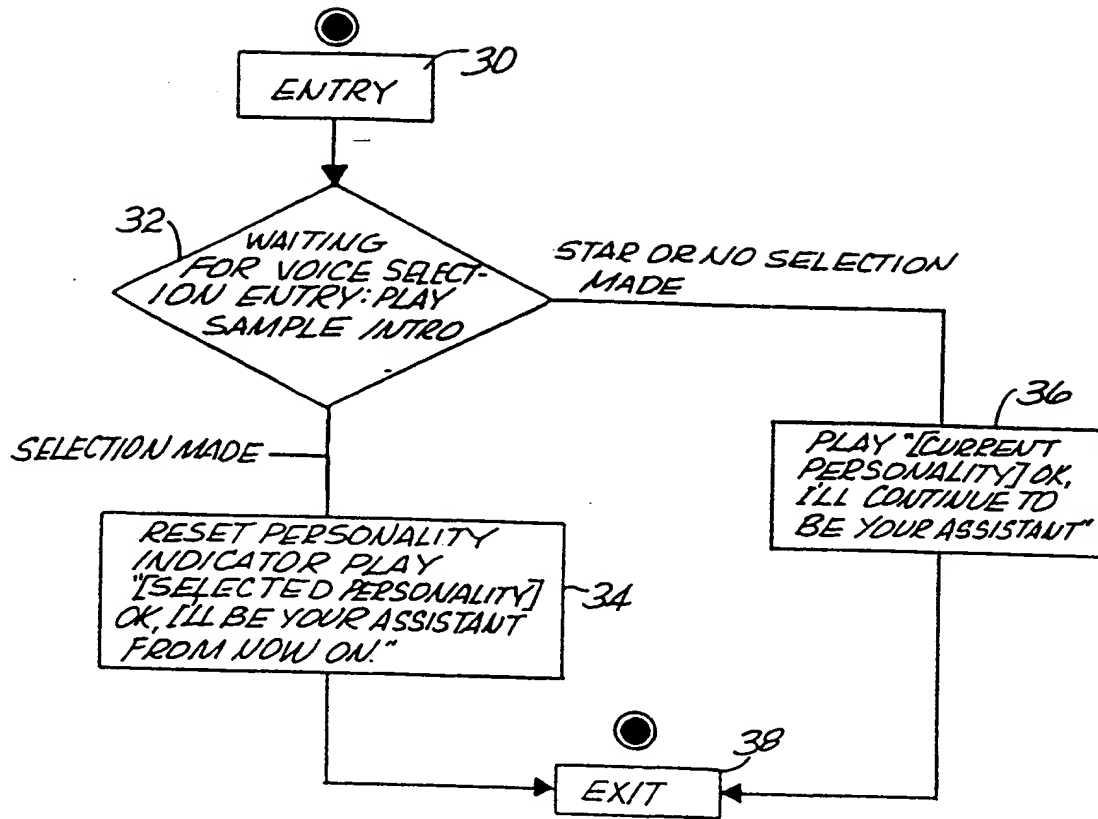 30
ENTRY
32
WAITING
FOR VOICE SELECT-
ION ENTRY: PLAY
SAMPLE INTRO
STAR OR NO SELECTION
MADE
SELECTION MADE
36
PLAY "[CURRENT
PERSONALITY] OK,
I'LL CONTINUE TO
BE YOUR ASSISTANT"
RESET PERSONALITY
INDICATOR PLAY
"[SELECTED PERSONALITY]
OK, I'LL BE YOUR ASSISTANT
FROM NOW ON."
34
38
EXIT